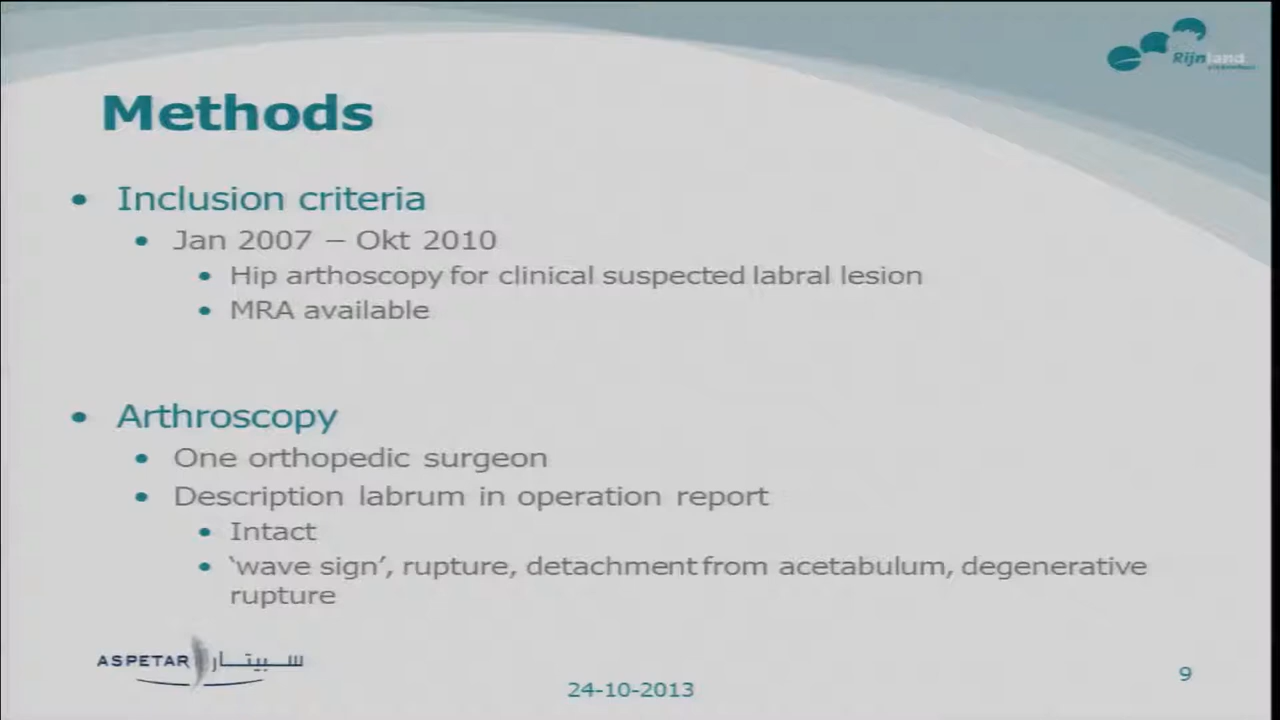 Rijnland
Methods
• Inclusion criteria
• Jan 2007 – Okt 2010
• Hip arthoscopy for clinical suspected labral lesion
• MRA available
• Arthroscopy
• One orthopedic surgeon
• Description labrum in operation report
• Intact
• ‘wave sign’, rupture, detachment from acetabulum, degenerative
rupture
ASPETAR سبيتار
24-10-2013
9